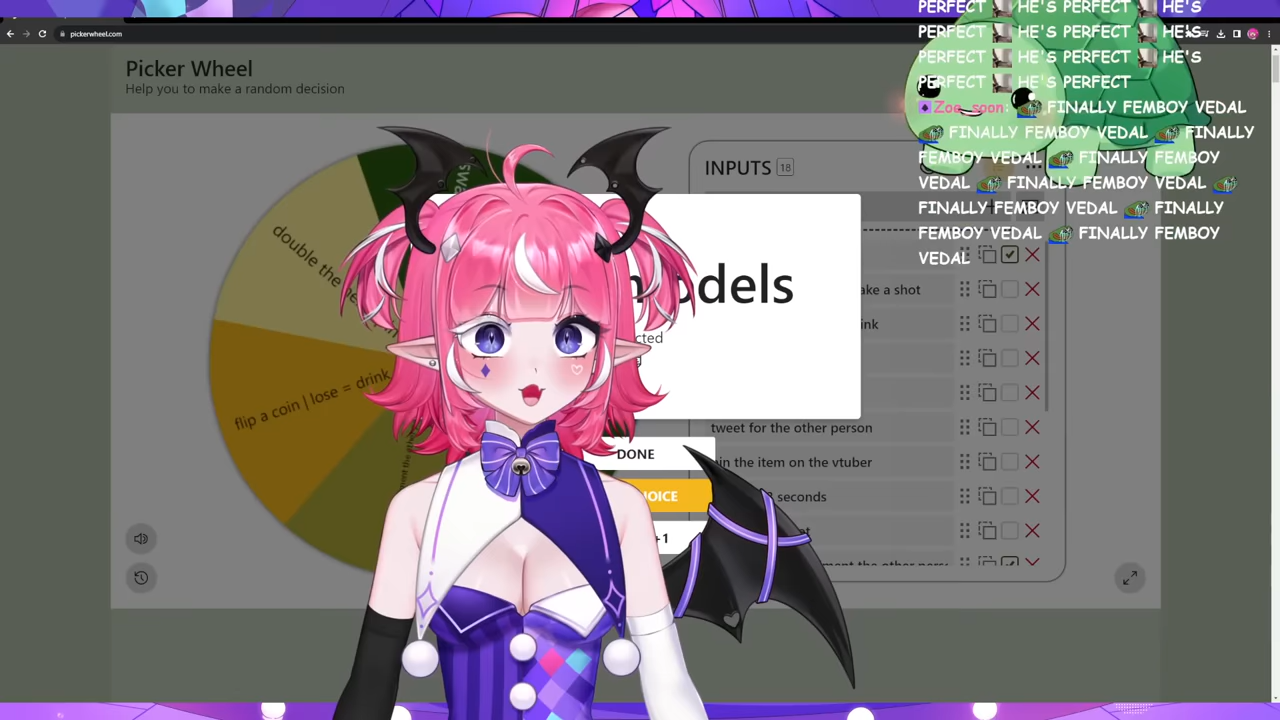 pickerwheel.com
Picker Wheel
Help you to make a random decision
double the
flip a coin | lose = drink
INPUTS 18
ake a shot
ink
tweet for the other person
in the item on the vtuber
seconds
odels
cted
DONE
OICE
+1
PERFECT HE'S PERFECT HE'S
PERFECT HE'S PERFECT HE'S
PERFECT HE'S PERFECT HE'S
PERFECT HE'S PERFECT
Zoe_soon: FINALLY FEMBOY VEDAL
FINALLY FEMBOY VEDAL FINALLY
FEMBOY VEDAL FINALLY FEMBOY
VEDAL FINALLY FEMBOY VEDAL
FINALLY FEMBOY VEDAL FINALLY
FEMBOY VEDAL FINALLY FEMBOY
VEDAL